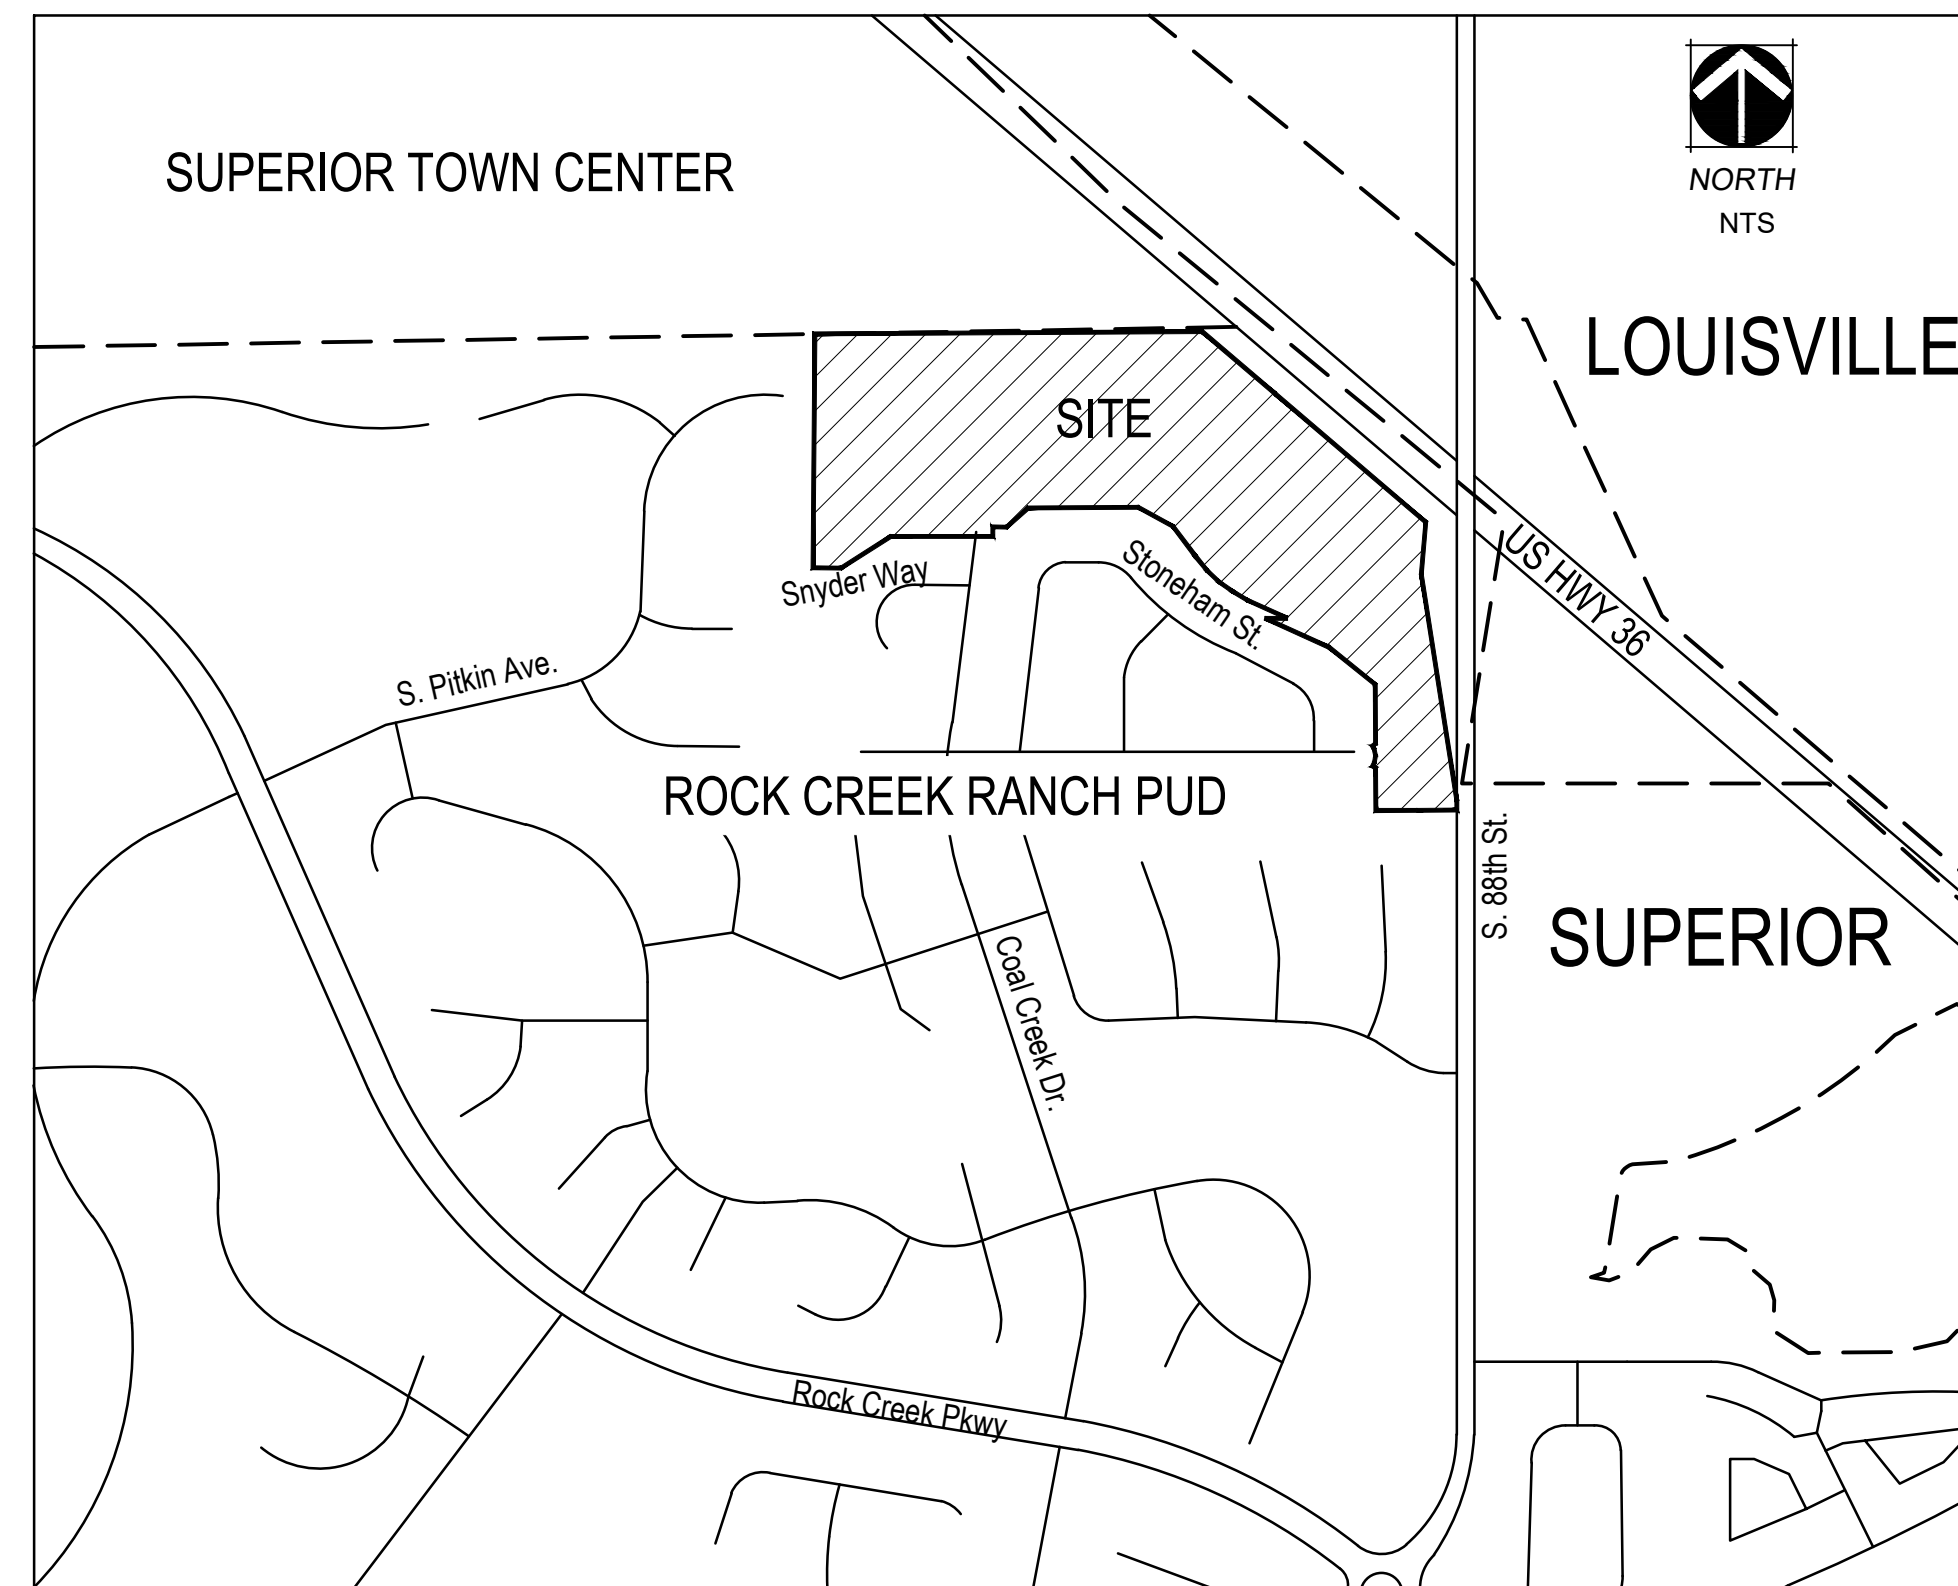 SUPERIOR TOWN CENTER
NORTH
NTS
LOUISVILLE
SITE
US HWY 36
Stoneham St.
Snyder Way
S. Pitkin Ave.
ROCK CREEK RANCH PUD
S. 88th St.
SUPERIOR
Coal Creek Dr.
Rock Creek Pkwy